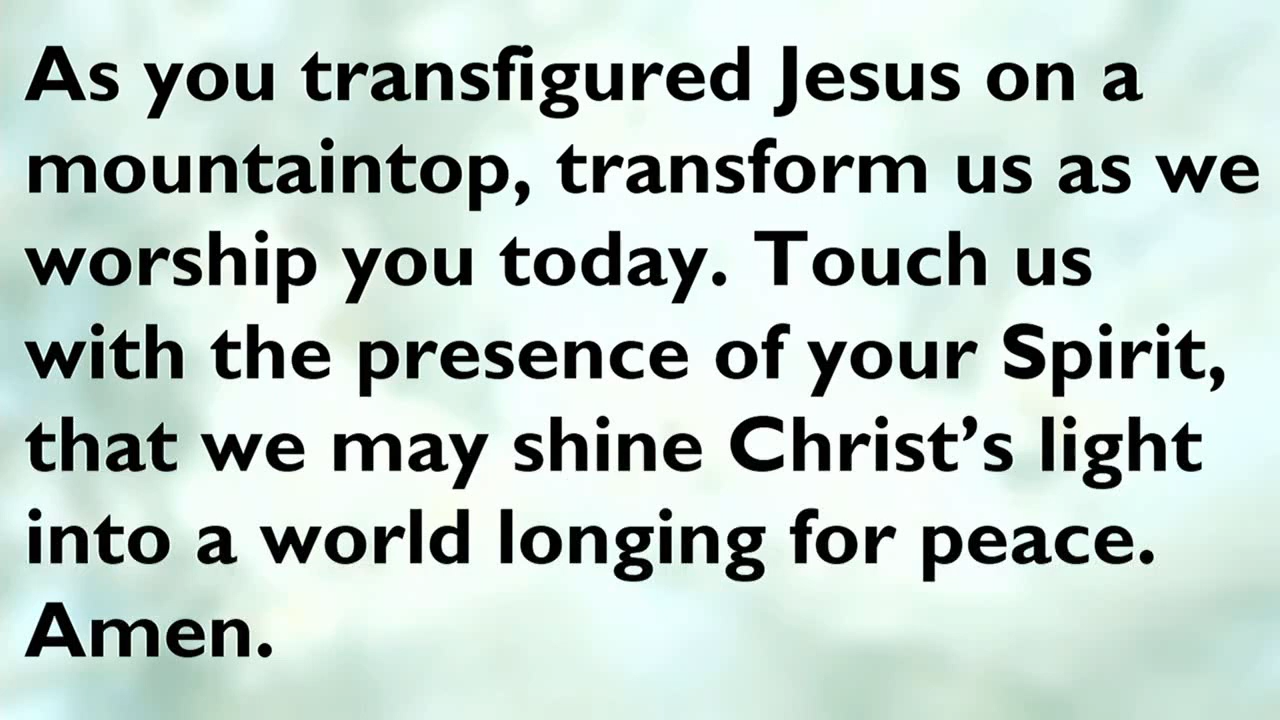 As you transfigured Jesus on a
mountaintop, transform us as we
worship you today. Touch us
with the presence of your Spirit,
that we may shine Christ’s light
into a world longing for peace.
Amen.